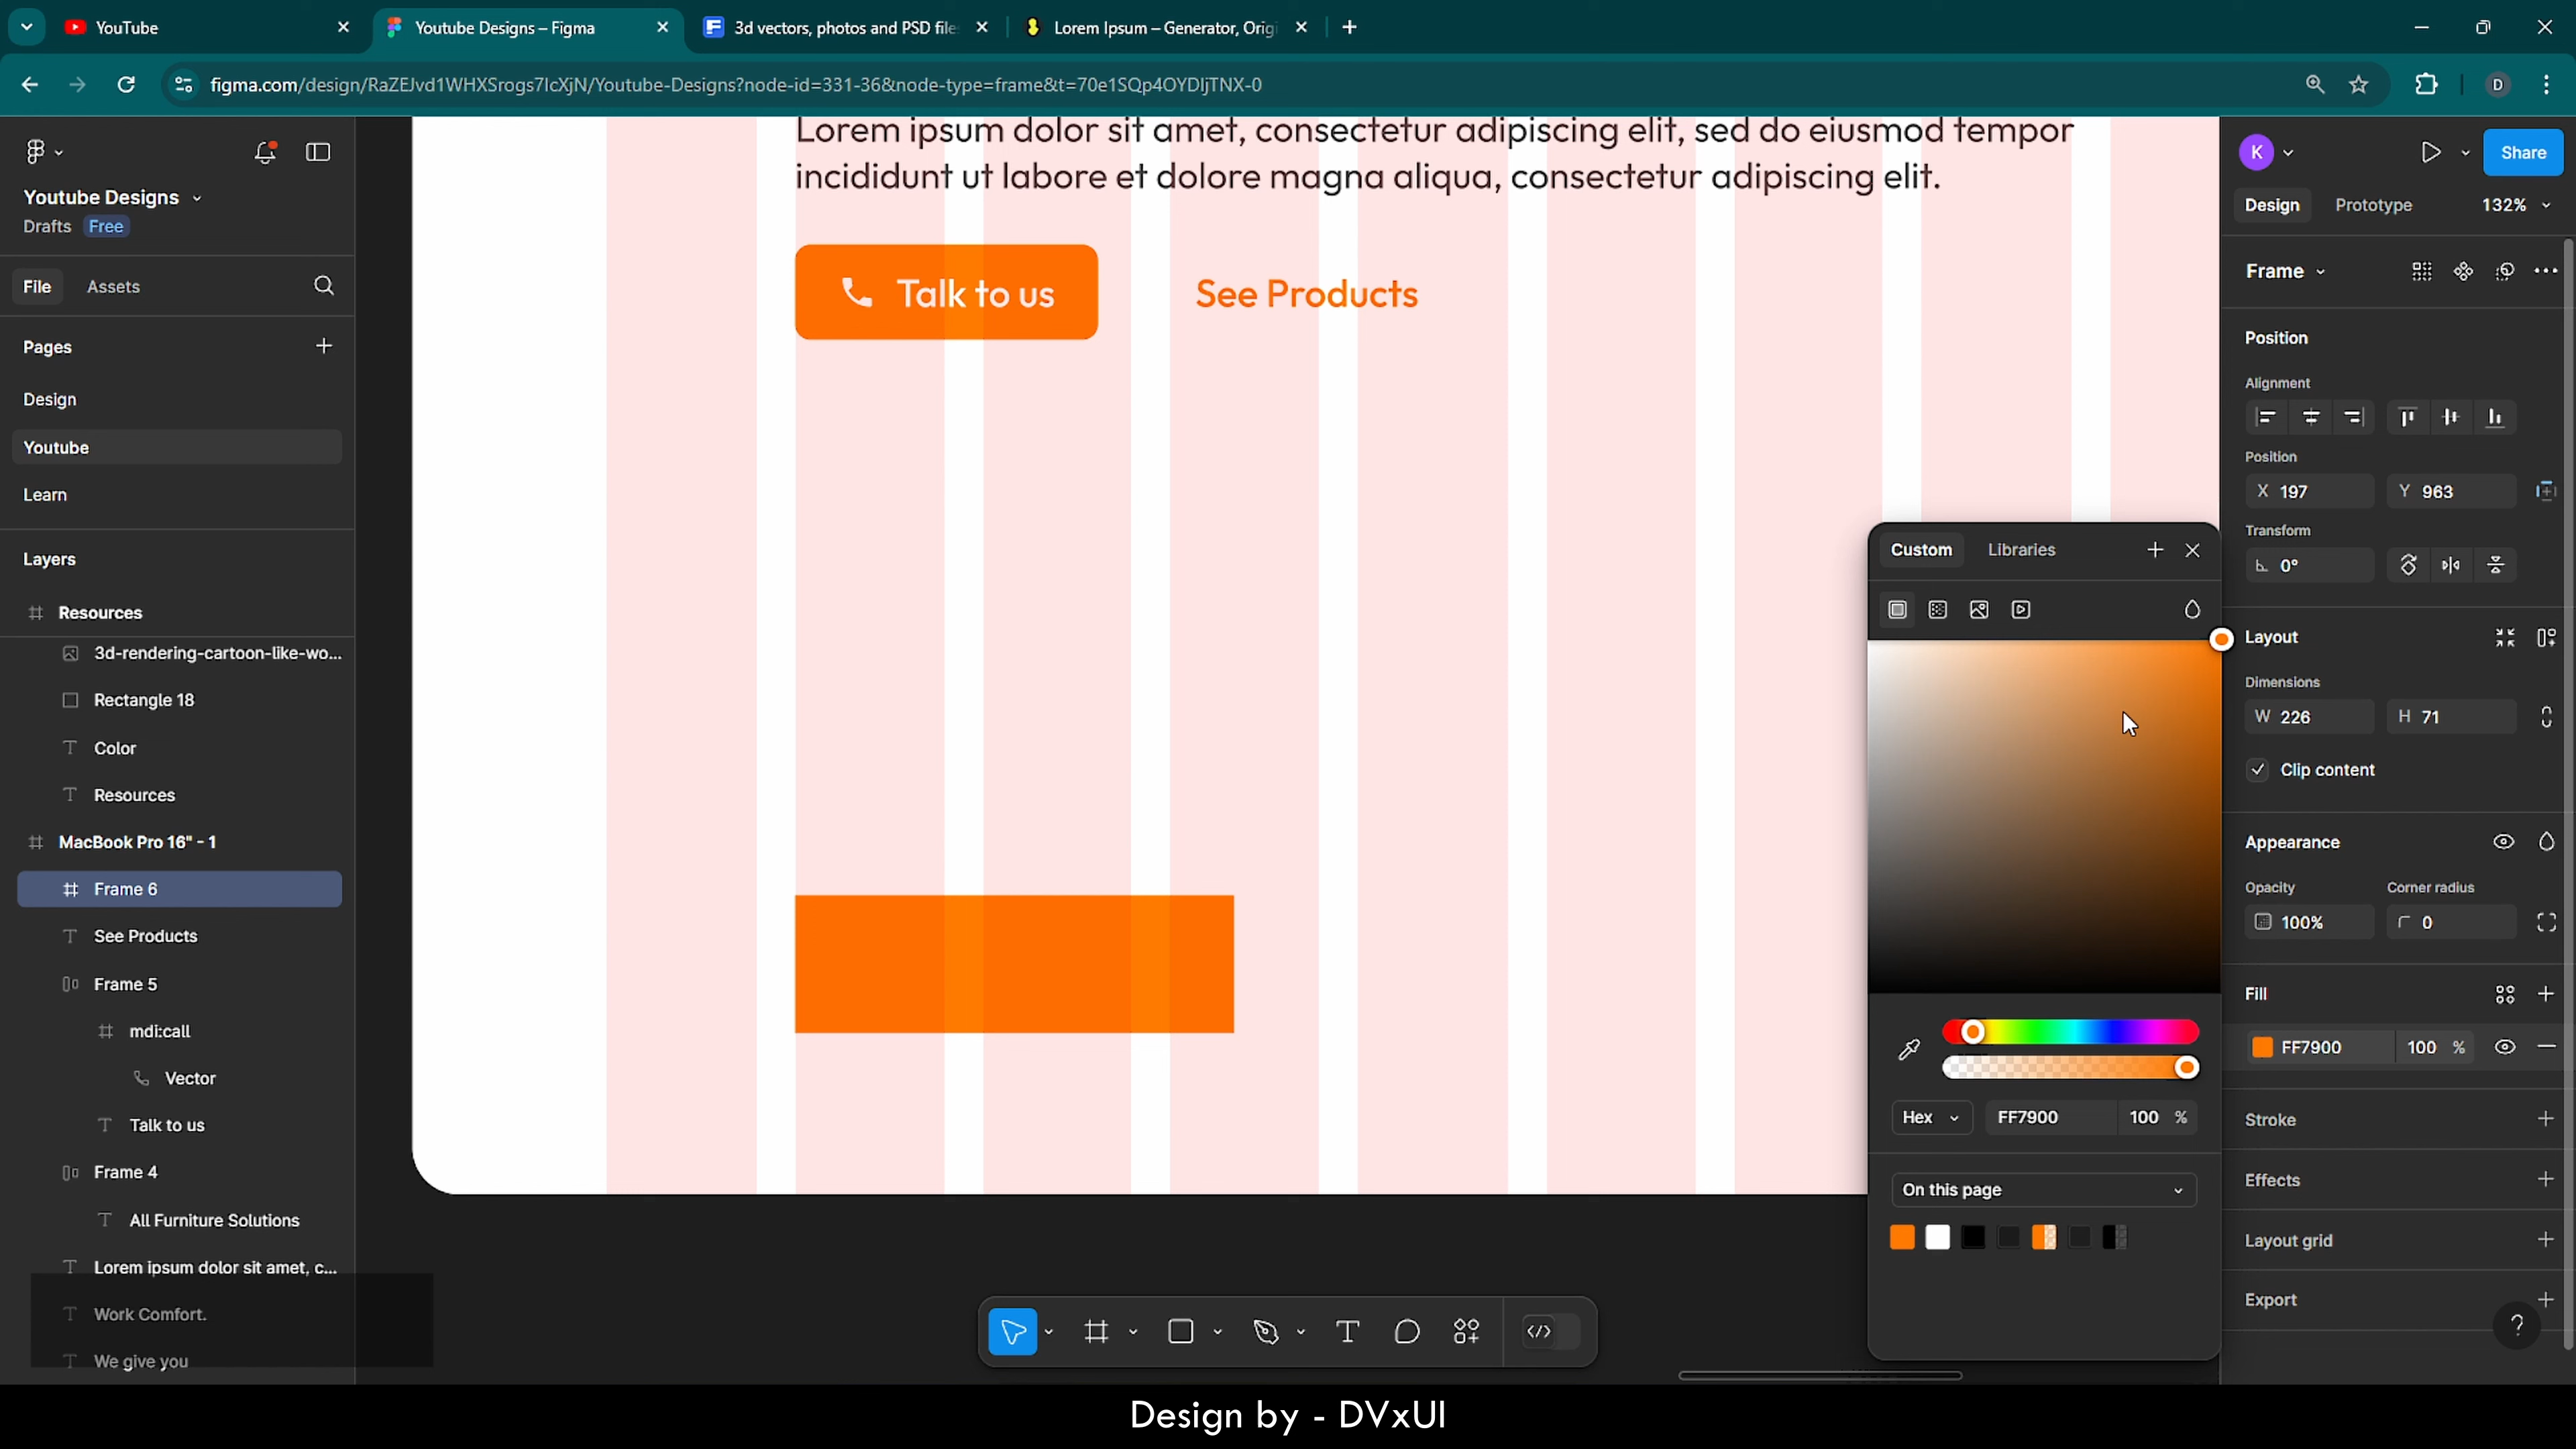 YouTube
Youtube Designs – Figma
3d vectors, photos and PSD file
Lorem Ipsum – Generator, Orig
figma.com/design/RaZEJvd1WHXSrogs7IcXjN/Youtube-Designs?node-id=331-36&node-type=frame&t=70e1SQp4OYDIjTNX-0
D
Youtube Designs
Drafts Free
File Assets
Pages
Design
Youtube
Learn
Layers
Resources
3d-rendering-cartoon-like-wo...
Rectangle 18
Color
Resources
MacBook Pro 16" - 1
Frame 6
See Products
Frame 5
mdi:call
Vector
Talk to us
Frame 4
All Furniture Solutions
Lorem ipsum dolor sit amet, c...
Work Comfort.
We give you
Lorem ipsum dolor sit amet, consectetur adipiscing elit, sed do eiusmod tempor
incididunt ut labore et dolore magna aliqua, consectetur adipiscing elit.
Talk to us
See Products
Custom Libraries
Hex FF7900 100 %
On this page
K
Share
Design Prototype 132%
Frame
Position
Alignment
Position
X 197 Y 963
Transform
0°
Layout
Dimensions
W 226 H 71
Clip content
Appearance
Opacity Corner radius
100% 0
Fill
FF7900 100 %
Stroke
Effects
Layout grid
Export
?
Design by - DVxUI